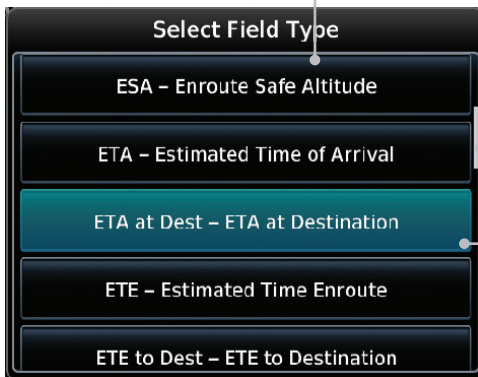 Select Field Type
ESA – Enroute Safe Altitude
ETA – Estimated Time of Arrival
ETA at Dest – ETA at Destination
ETE – Estimated Time Enroute
ETE to Dest – ETE to Destination